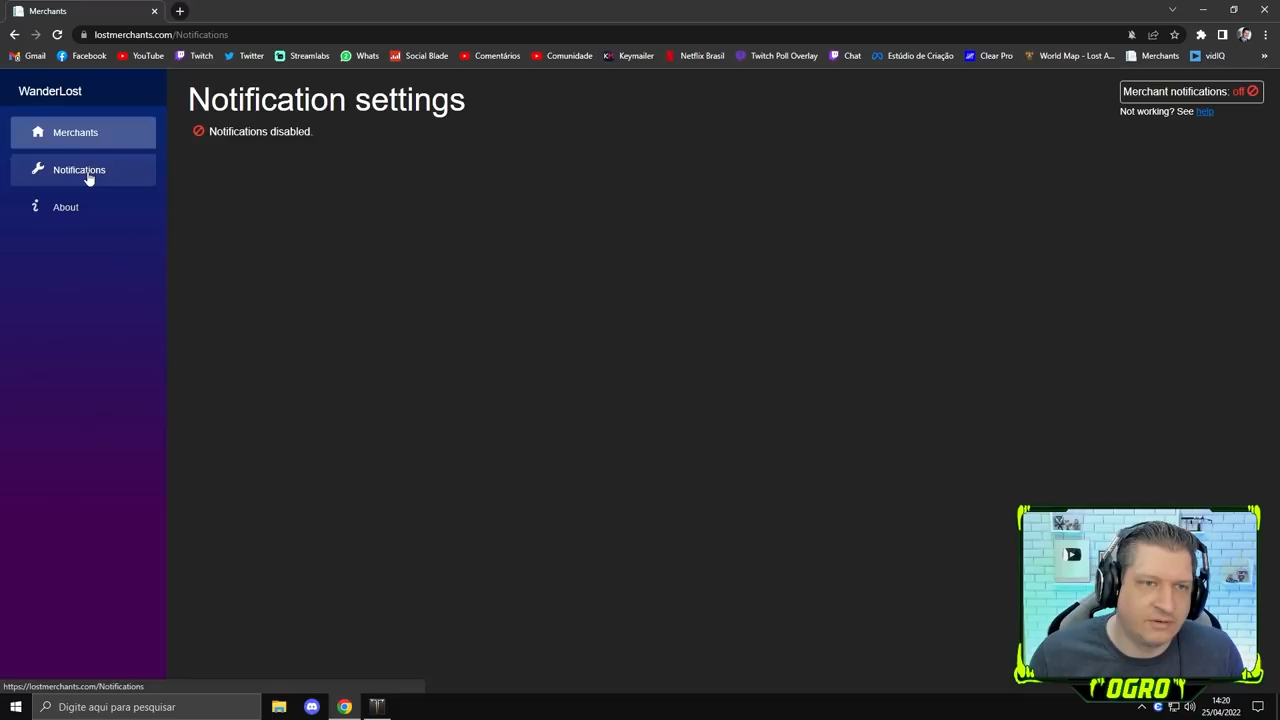 Merchants
lostmerchants.com/Notifications
Gmail Facebook YouTube Twitch Twitter Streamlabs Whats Social Blade Comentários Comunidade Keymailer Netflix Brasil Twitch Poll Overlay Chat Estúdio de Criação Clear Pro World Map - Lost A... Merchants vidIQ »
WanderLost
Merchants
Notifications
About
Notification settings
Notifications disabled.
Merchant notifications: off
Not working? See help
OGRO
https://lostmerchants.com/Notifications
Digite aqui para pesquisar
14:20
25/04/2022